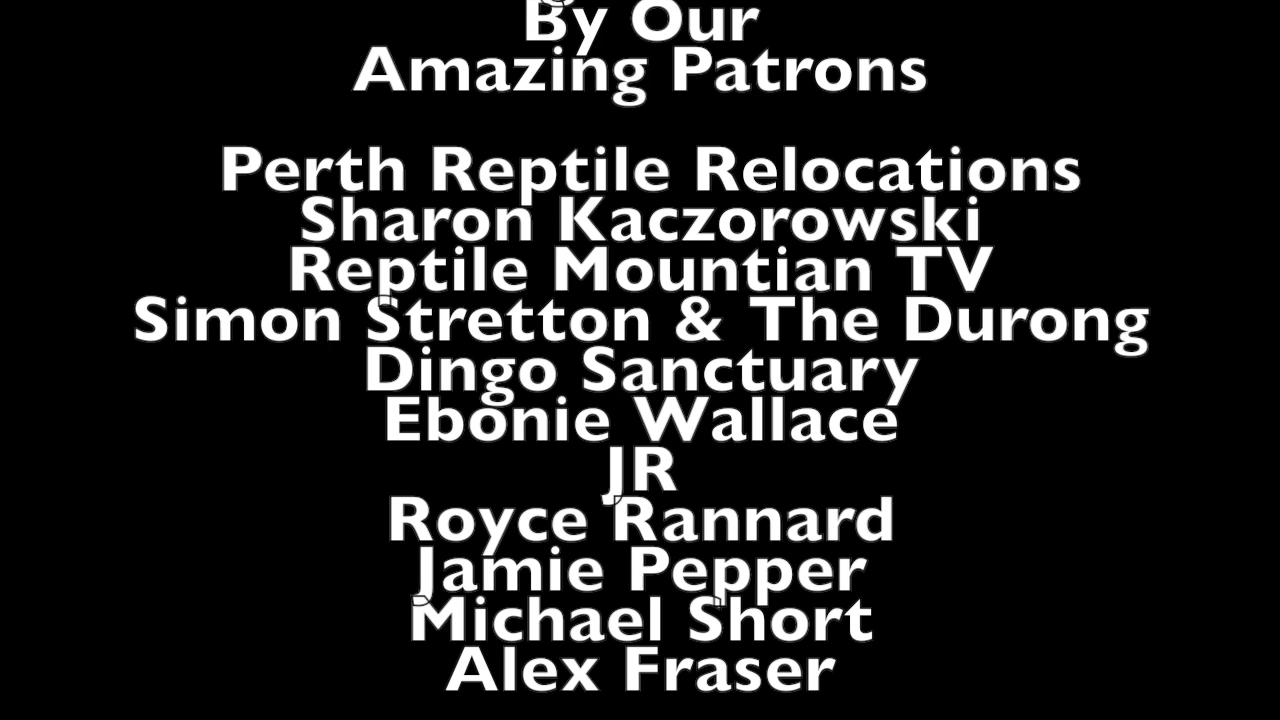 By Our
Amazing Patrons
Perth Reptile Relocations
Sharon Kaczorowski
Reptile Mountian TV
Simon Stretton & The Durong
Dingo Sanctuary
Ebonie Wallace
JR
Royce Rannard
Jamie Pepper
Michael Short
Alex Fraser